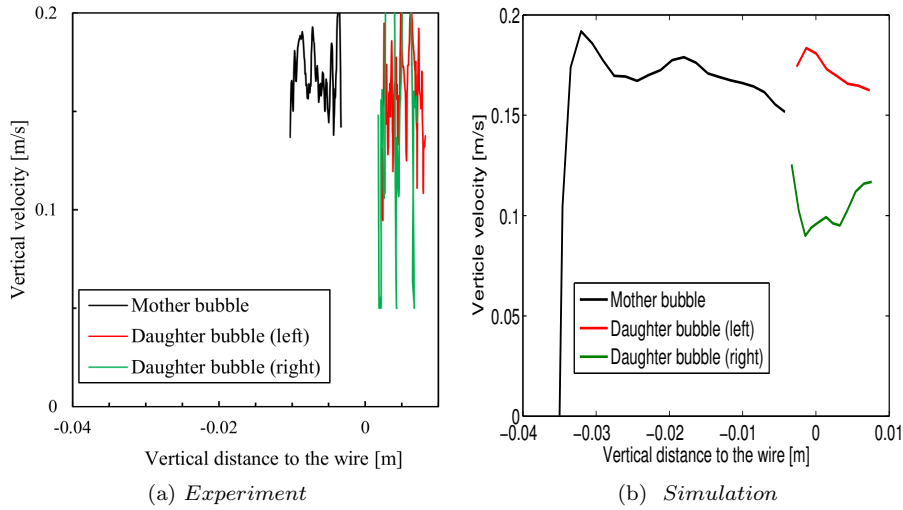 0.2
0.1
0
-0.04
-0.02
0
Vertical velocity [m/s]
Vertical distance to the wire [m]
Mother bubble
Daughter bubble (left)
Daughter bubble (right)
(a) Experiment
0.2
0.15
0.1
0.05
0
−0.04
−0.03
−0.02
−0.01
0
0.01
Verticle velocity [m/s]
Vertical distance to the wire [m]
Mother bubble
Daughter bubble (left)
Daughter bubble (right)
(b) Simulation